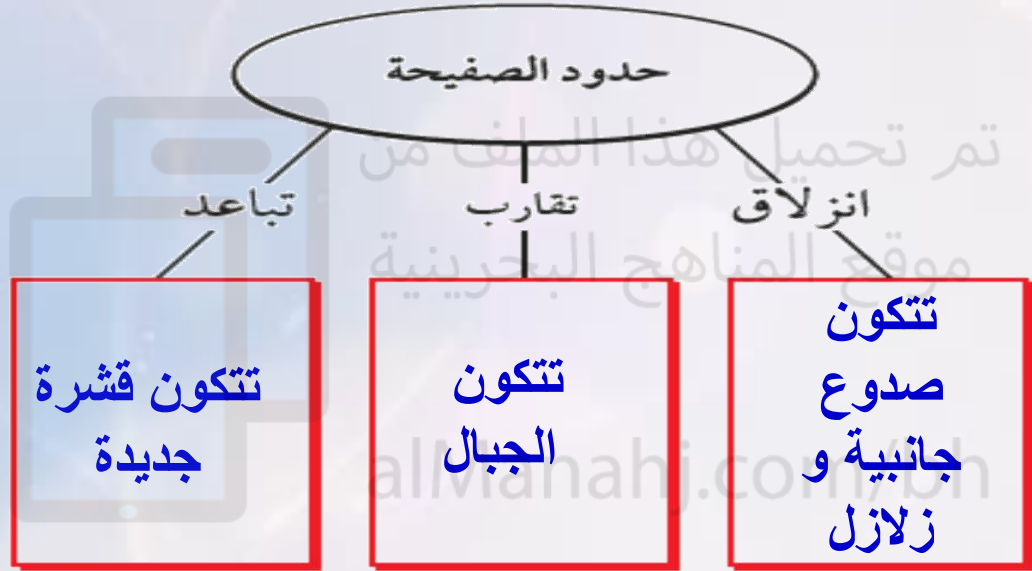 حدود الصفيحة
تم تحميل هذا الملف من
انزلاق
تقارب
تباعد
موقع المناهج البحرينية
تتكون
صدوع
جانبية و
زلازل
تتكون
الجبال
تتكون قشرة
جديدة
alManahj.com/bh